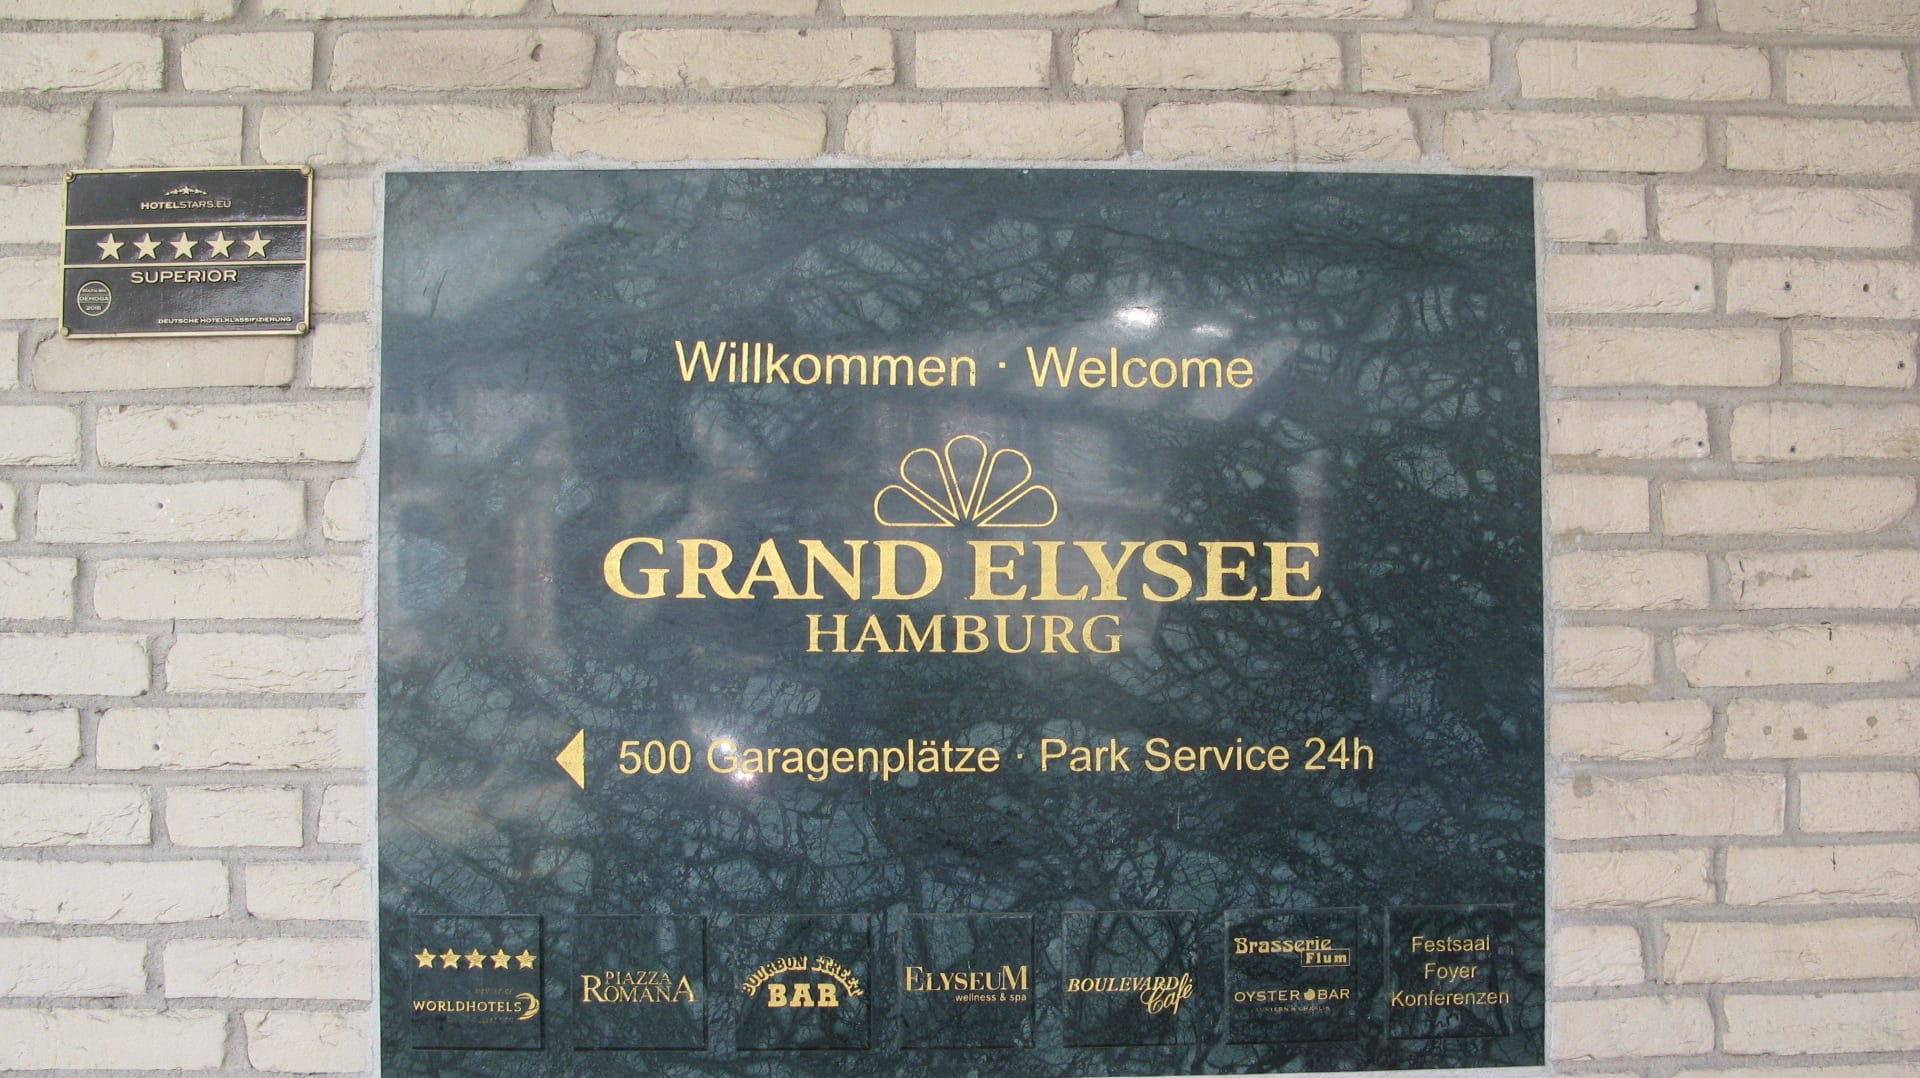 HOTELSTARS.EU
SUPERIOR
DEHOGA
DEUTSCHE HOTELKLASSIFIZIERUNG
Willkommen · Welcome
GRAND ELYSEE
HAMBURG
500 Garagenplätze · Park Service 24h
WORLDHOTELS
PIAZZA
ROMANA
BOURBON STREET
BAR
ELYSEUM
wellness & spa
BOULEVARD
Café
Brasserie
Flum
OYSTER BAR
Festsaal
Foyer
Konferenzen